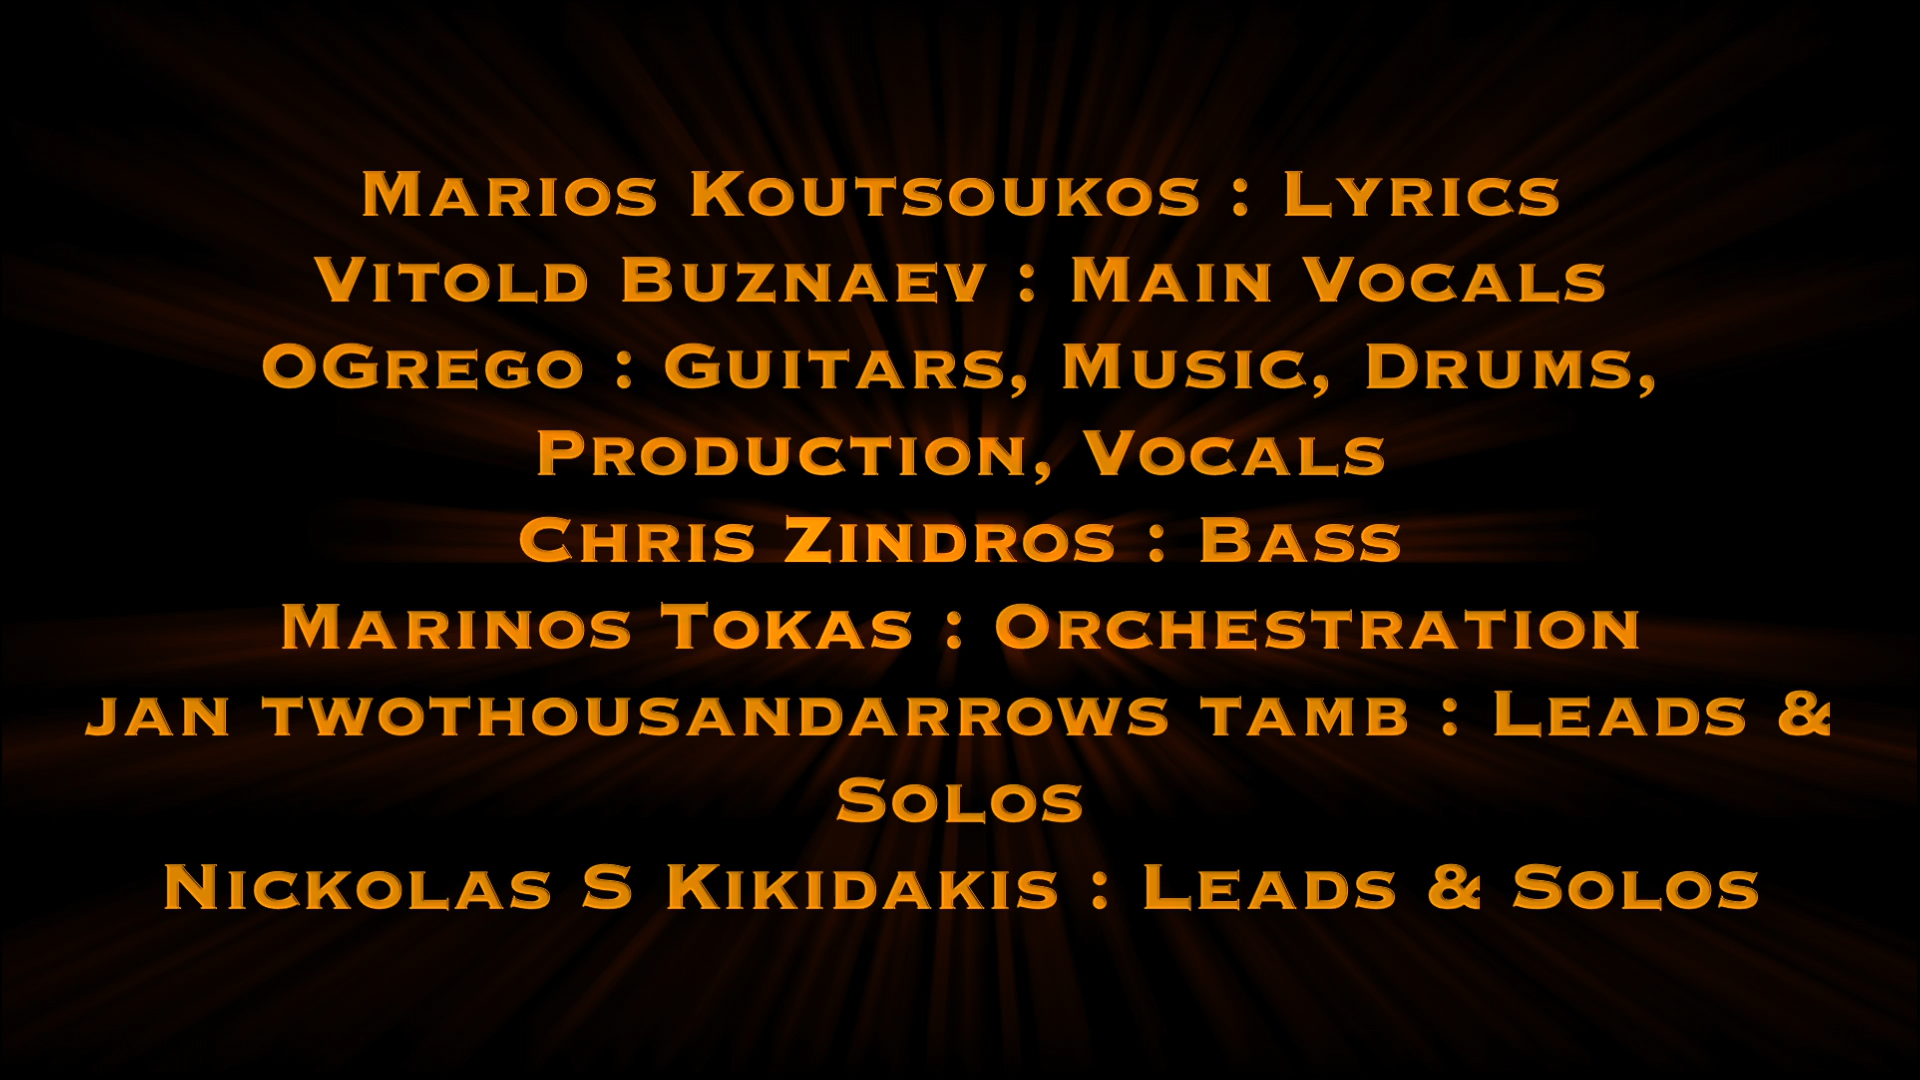 Marios Koutsoukos : Lyrics
Vitold Buznaev : Main Vocals
OGrego : Guitars, Music, Drums,
Production, Vocals
Chris Zindros : Bass
Marinos Tokas : Orchestration
jan twothousandarrows tamb : Leads &
Solos
Nickolas S Kikidakis : Leads & Solos